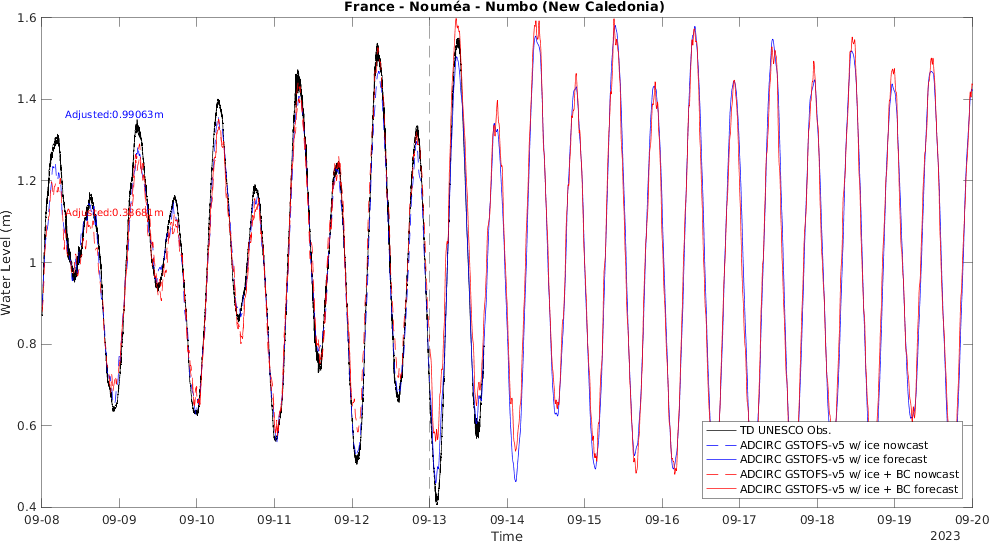 France - Nouméa - Numbo (New Caledonia)
1.6
1.4
1.2
1
0.8
0.6
0.4
Water Level (m)
Adjusted:0.99063m
Adjusted:0.38681m
TD UNESCO Obs.
ADCIRC GSTOFS-v5 w/ ice nowcast
ADCIRC GSTOFS-v5 w/ ice forecast
ADCIRC GSTOFS-v5 w/ ice + BC nowcast
ADCIRC GSTOFS-v5 w/ ice + BC forecast
09-08 09-09 09-10 09-11 09-12 09-13 09-14 09-15 09-16 09-17 09-18 09-19 09-20
Time
2023